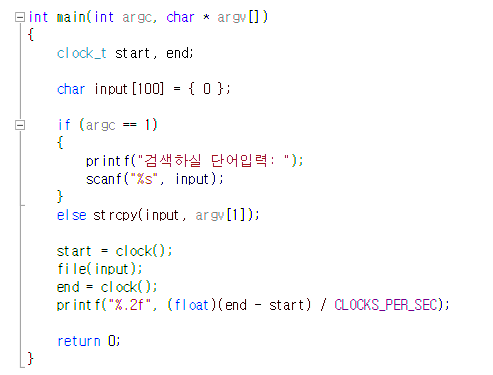 int main(int argc, char * argv[])
{
clock_t start, end;
char input[100] = { 0 };
if (argc == 1)
{
printf("검색하실 단어입력: ");
scanf("%s", input);
}
else strcpy(input, argv[1]);
start = clock();
file(input);
end = clock();
printf("%.2f", (float)(end - start) / CLOCKS_PER_SEC);
return 0;
}